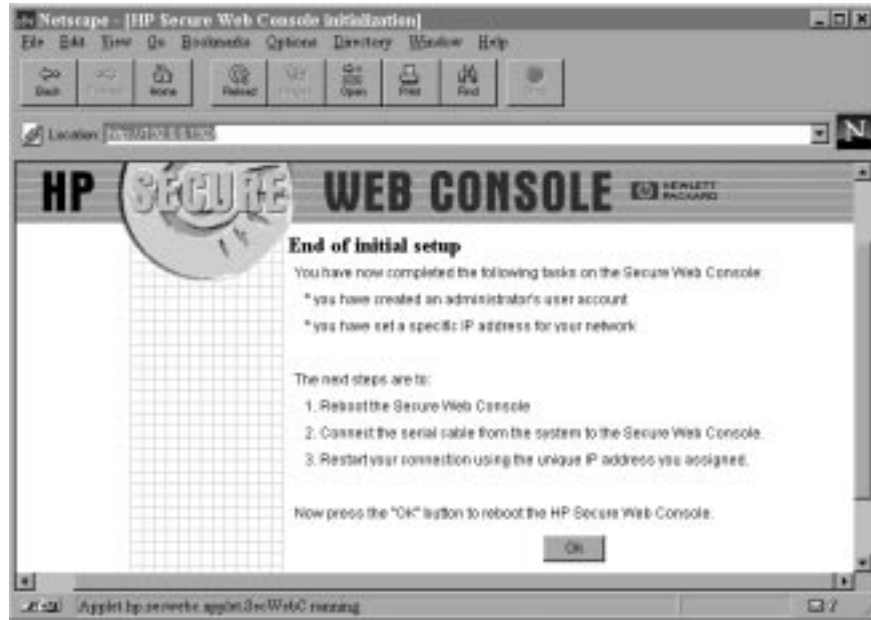 Netscape - [HP Secure Web Console initialization]
File Edit View Go Bookmarks Options Directory Window Help
Back Home Reload Open Print Find
Location:
N
HP SECURE WEB CONSOLE HEWLETT PACKARD
End of initial setup
You have now completed the following tasks on the Secure Web Console:
* you have created an administrator's user account
* you have set a specific IP address for your network
The next steps are to:
1. Reboot the Secure Web Console
2. Connect the serial cable from the system to the Secure Web Console.
3. Restart your connection using the unique IP address you assigned.
Now press the "OK" button to reboot the HP Secure Web Console.
OK
Applet hp.serwebc.applet.SecWebC running